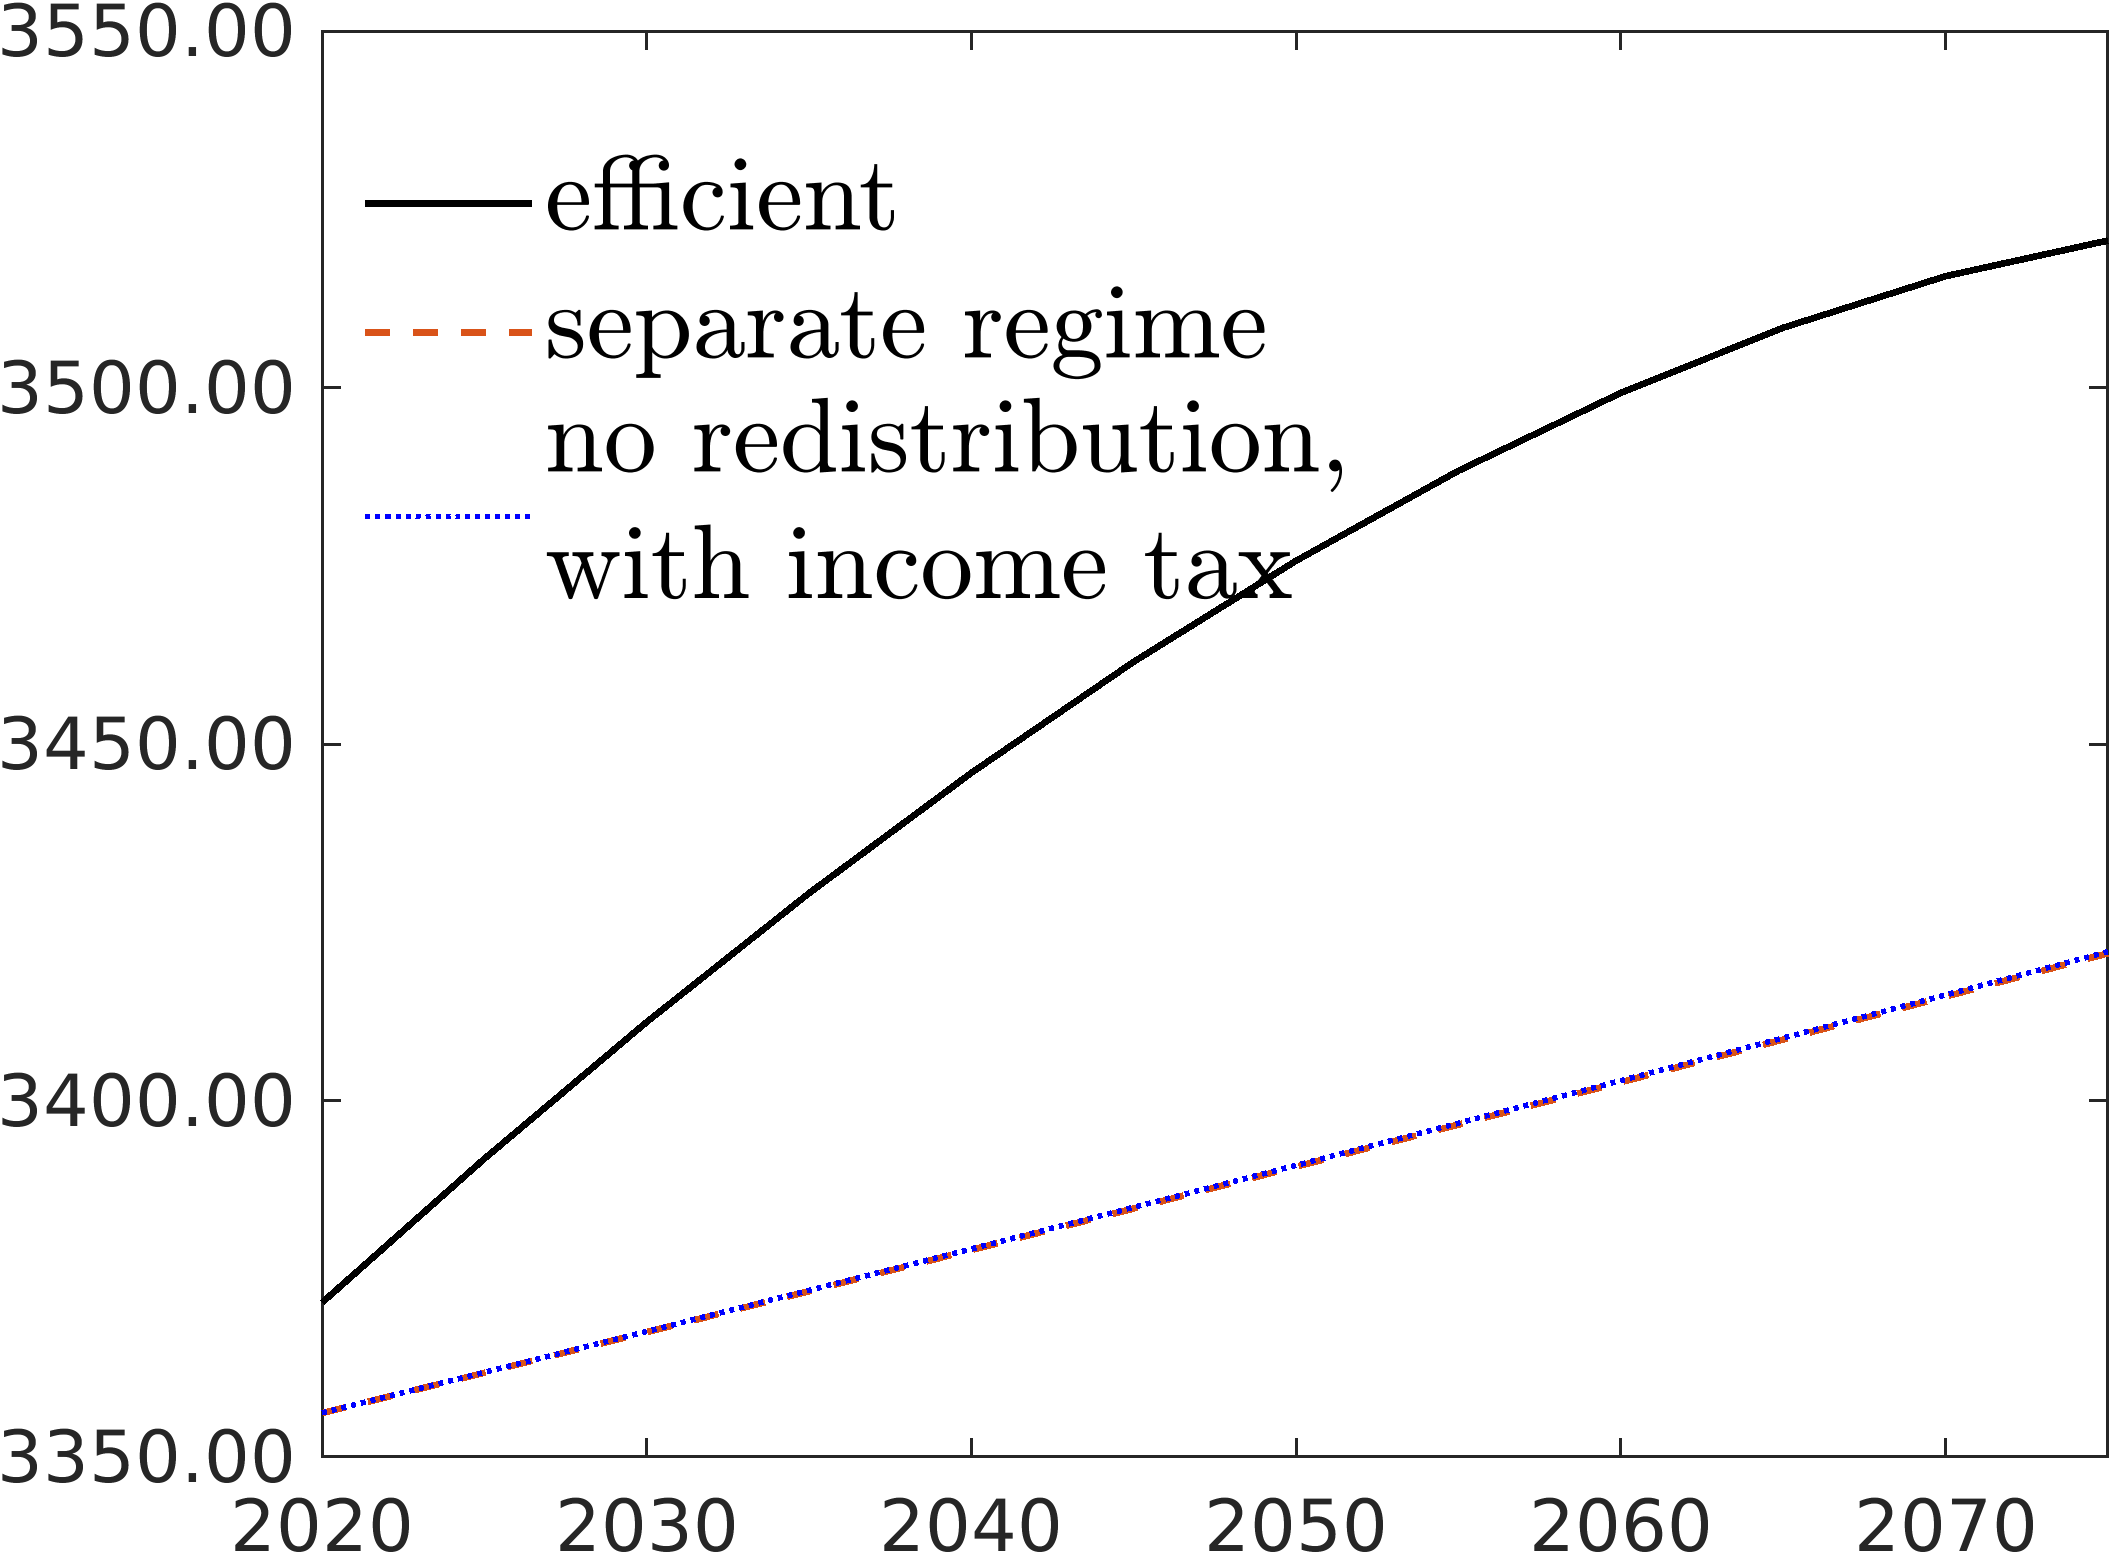 3550.00
efficient
separate regime
3500.00
no redistribution,
with income tax
3450.00
3400.00
3350.00
2020 2030 2040 2050 2060 2070